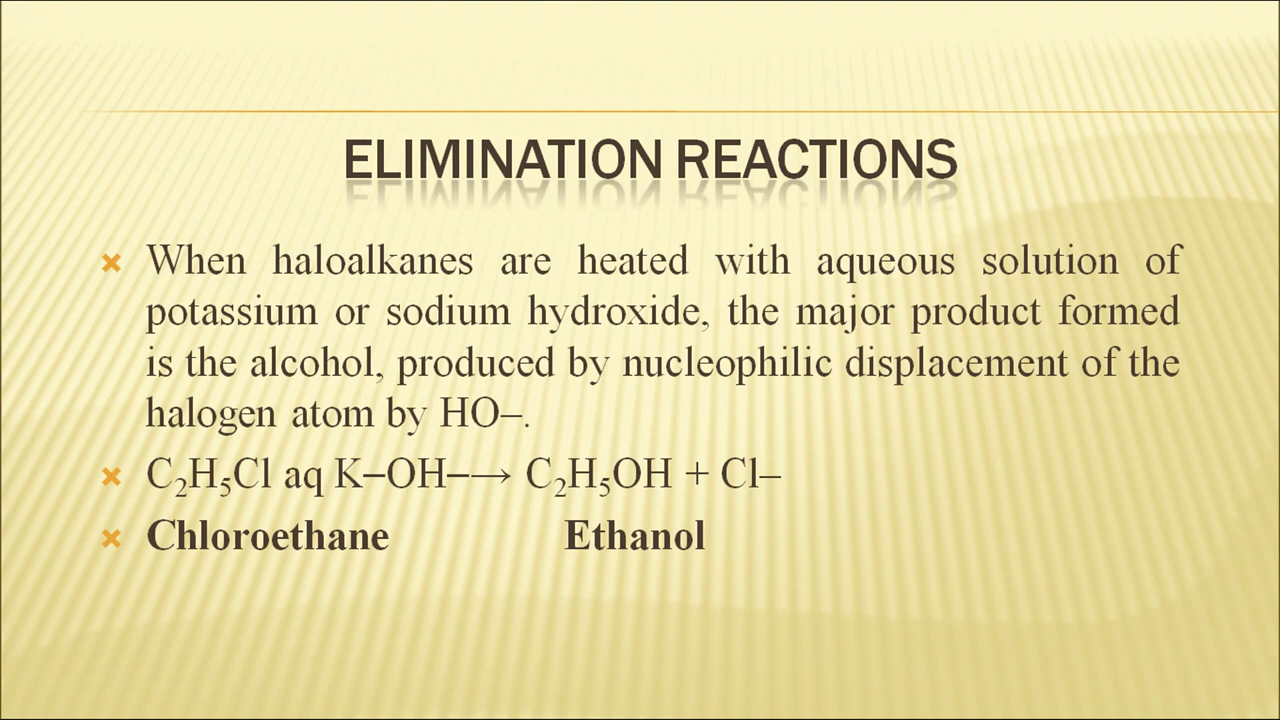 ELIMINATION REACTIONS
When haloalkanes are heated with aqueous solution of
potassium or sodium hydroxide, the major product formed
is the alcohol, produced by nucleophilic displacement of the
halogen atom by HO–.
C₂H₅Cl aq K–OH–→ C₂H₅OH + Cl–
Chloroethane Ethanol